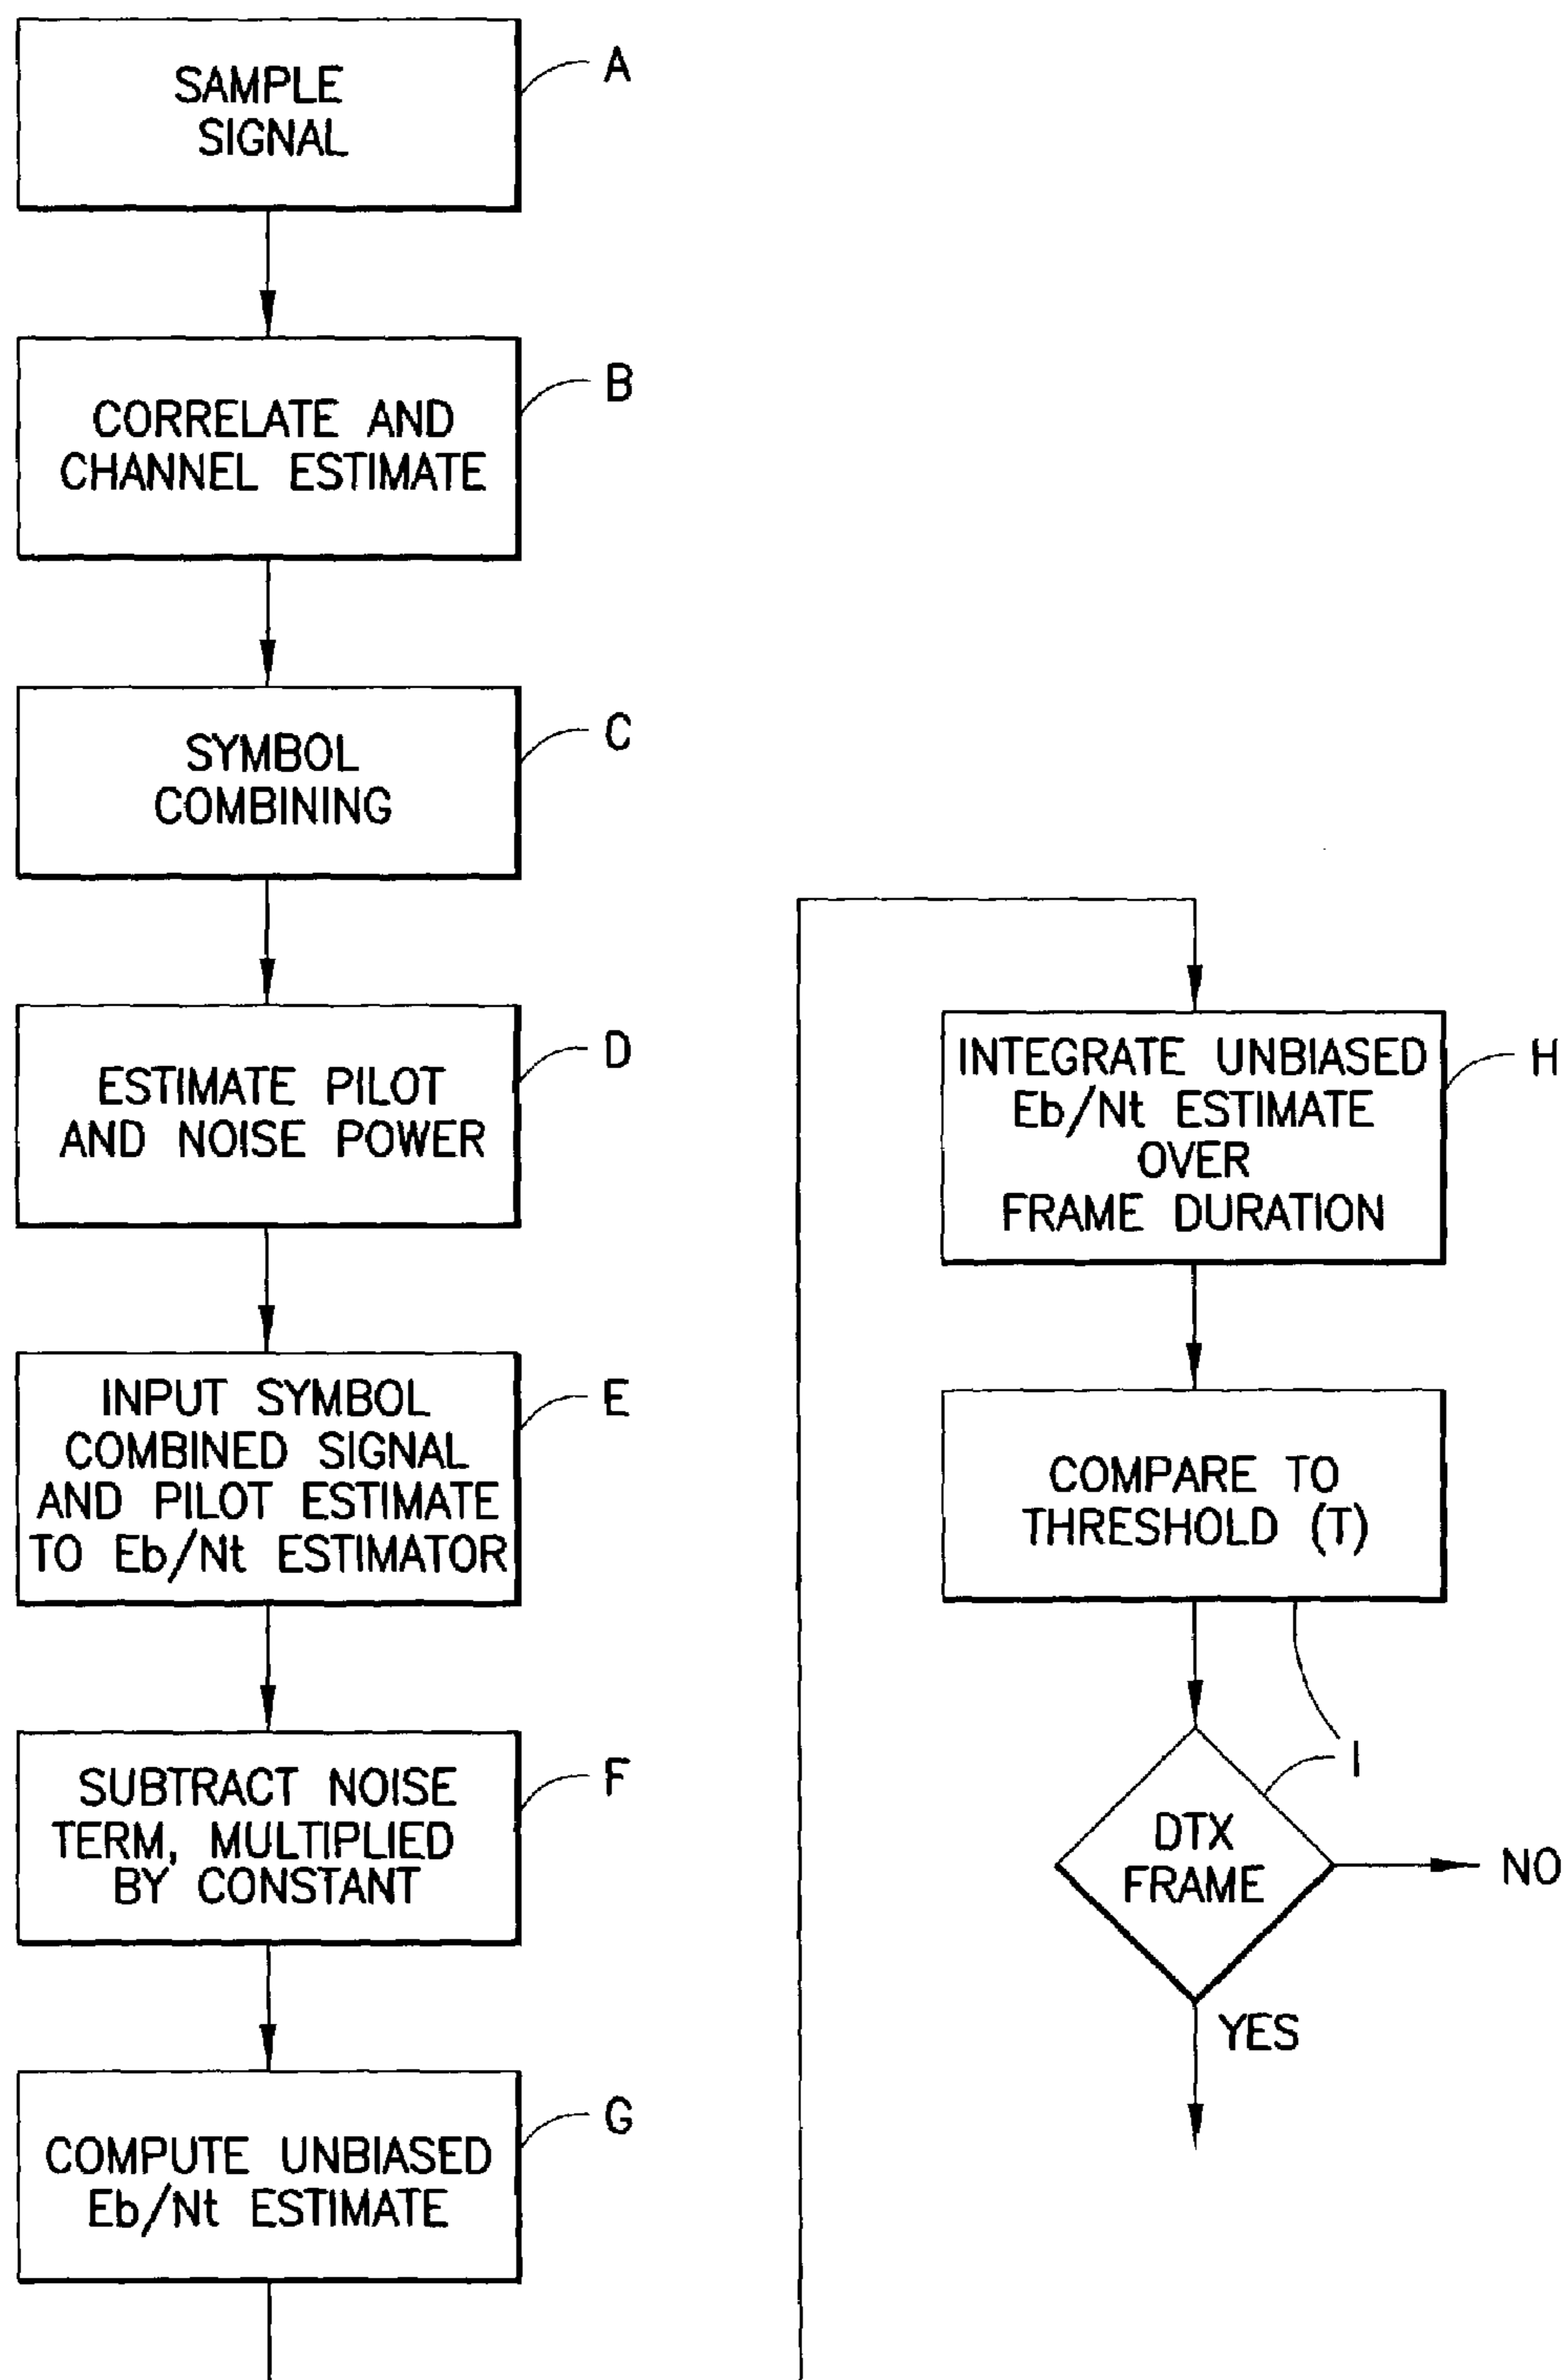 SAMPLE
SIGNAL
A
CORRELATE AND
CHANNEL ESTIMATE
B
SYMBOL
COMBINING
C
ESTIMATE PILOT
AND NOISE POWER
D
INPUT SYMBOL
COMBINED SIGNAL
AND PILOT ESTIMATE
TO Eb/Nt ESTIMATOR
E
SUBTRACT NOISE
TERM, MULTIPLIED
BY CONSTANT
F
COMPUTE UNBIASED
Eb/Nt ESTIMATE
G
INTEGRATE UNBIASED
Eb/Nt ESTIMATE
OVER
FRAME DURATION
H
COMPARE TO
THRESHOLD (T)
I
DTX
FRAME
NO
YES